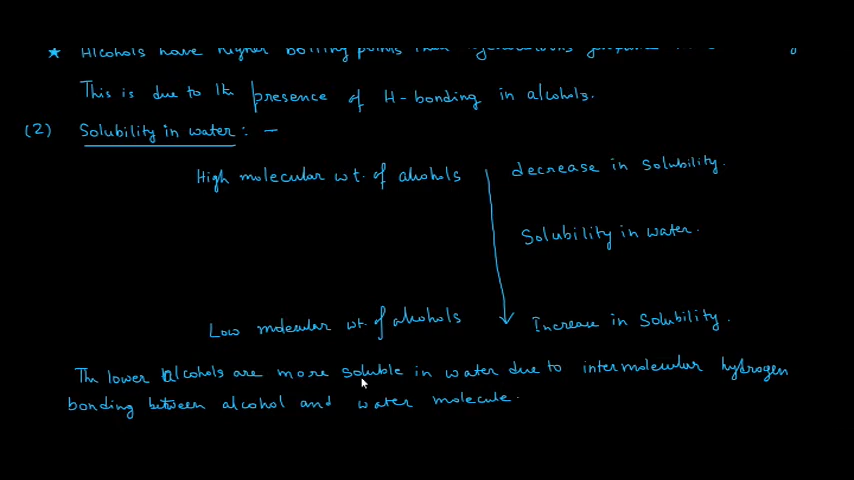 ★ Alcohols have higher boiling points than
This is due to the presence of H-bonding in alcohols.
(2) Solubility in water: -
High molecular wt. of alcohols decrease in solubility.
Solubility in water.
Low molecular wt. of alcohols Increase in solubility.
The lower alcohols are more soluble in water due to intermolecular hydrogen
bonding between alcohol and water molecule.